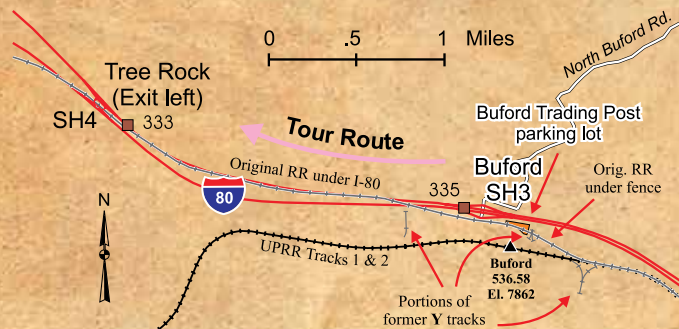 0 .5 1 Miles
North Buford Rd.
Tree Rock
(Exit left)
SH4
333
Tour Route
Buford Trading Post
parking lot
Original RR under I-80
Buford
SH3
Orig. RR
under fence
80
335
N
UPRR Tracks 1 & 2
Buford
536.58
El. 7862
Portions of
former Y tracks